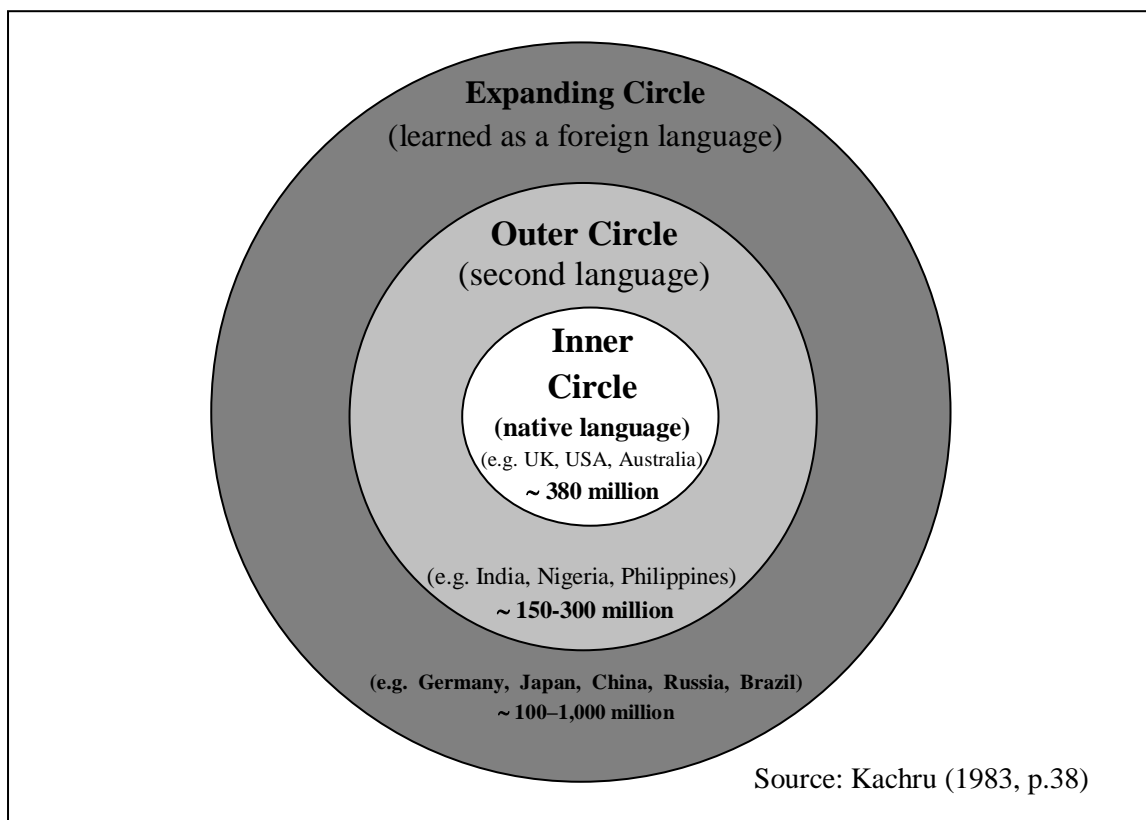 Expanding Circle
(learned as a foreign language)
Outer Circle
(second language)
Inner
Circle
(native language)
(e.g. UK, USA, Australia)
~ 380 million
(e.g. India, Nigeria, Philippines)
~ 150-300 million
(e.g. Germany, Japan, China, Russia, Brazil)
~ 100–1,000 million
Source: Kachru (1983, p.38)